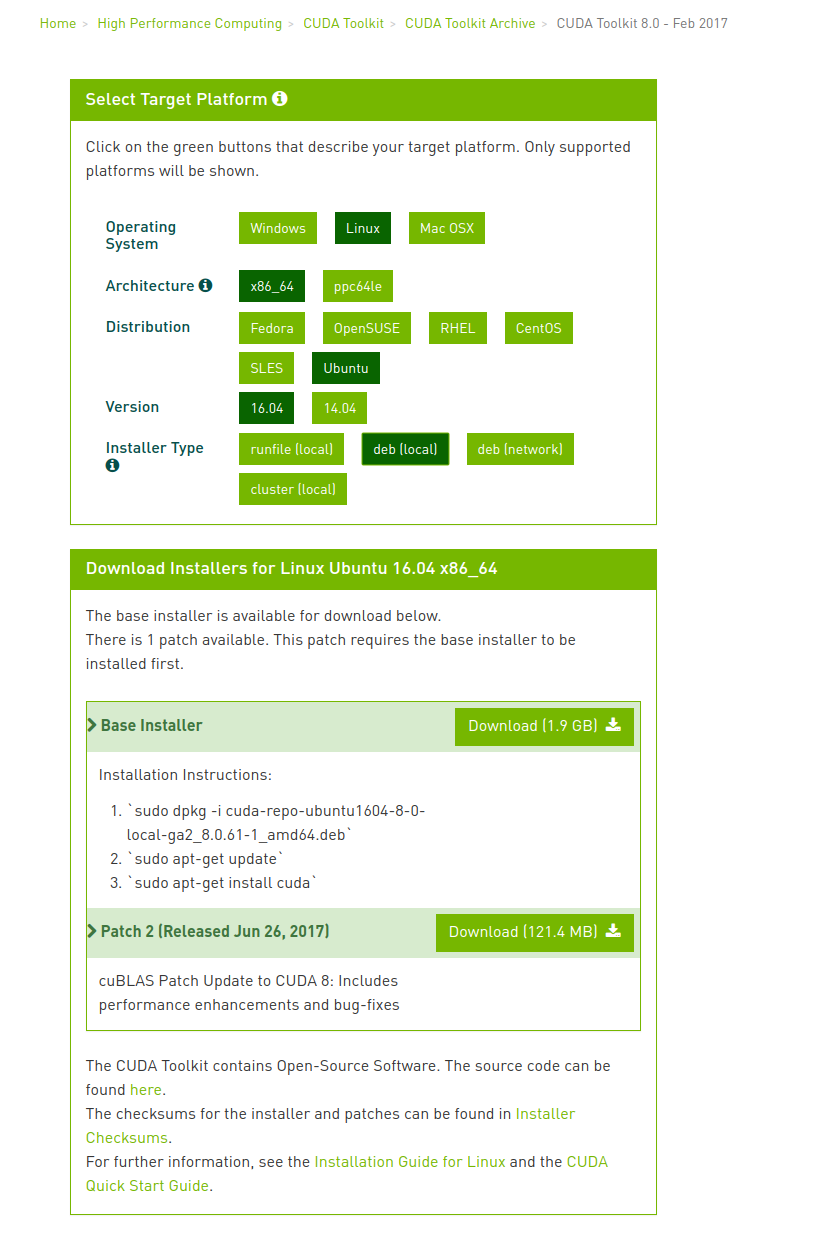 Home > High Performance Computing > CUDA Toolkit > CUDA Toolkit Archive > CUDA Toolkit 8.0 - Feb 2017
Select Target Platform
Click on the green buttons that describe your target platform. Only supported
platforms will be shown.
Operating
System
Windows Linux Mac OSX
Architecture x86_64 ppc64le
Distribution Fedora OpenSUSE RHEL CentOS
SLES Ubuntu
Version 16.04 14.04
Installer Type runfile (local) deb (local) deb (network)
cluster (local)
Download Installers for Linux Ubuntu 16.04 x86_64
The base installer is available for download below.
There is 1 patch available. This patch requires the base installer to be
installed first.
Base Installer Download (1.9 GB)
Installation Instructions:
1. `sudo dpkg -i cuda-repo-ubuntu1604-8-0-
local-ga2_8.0.61-1_amd64.deb`
2. `sudo apt-get update`
3. `sudo apt-get install cuda`
Patch 2 (Released Jun 26, 2017) Download (121.4 MB)
cuBLAS Patch Update to CUDA 8: Includes
performance enhancements and bug-fixes
The CUDA Toolkit contains Open-Source Software. The source code can be
found here.
The checksums for the installer and patches can be found in Installer
Checksums.
For further information, see the Installation Guide for Linux and the CUDA
Quick Start Guide.